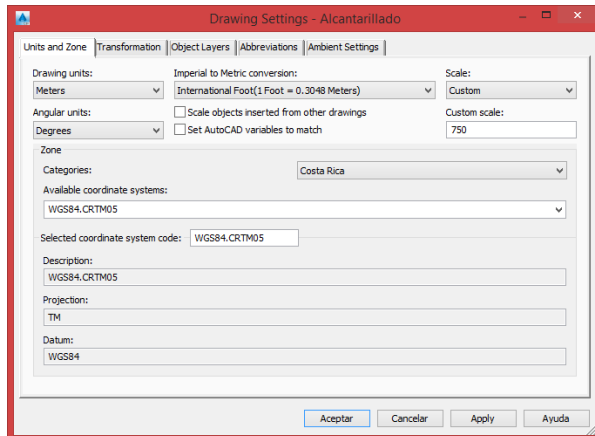 Drawing Settings - Alcantarillado
Units and Zone Transformation Object Layers Abbreviations Ambient Settings
Drawing units: Imperial to Metric conversion: Scale:
Meters International Foot(1 Foot = 0.3048 Meters) Custom
Angular units: Scale objects inserted from other drawings Custom scale:
Degrees Set AutoCAD variables to match 750
Zone
Categories: Costa Rica
Available coordinate systems:
WGS84.CRTM05
Selected coordinate system code: WGS84.CRTM05
Description:
WGS84.CRTM05
Projection:
TM
Datum:
WGS84
Aceptar Cancelar Apply Ayuda